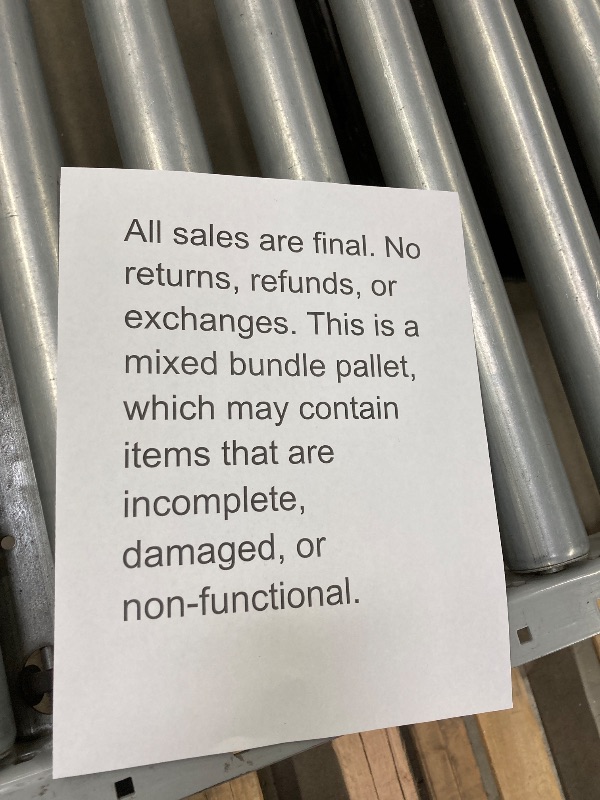 All sales are final. No
returns, refunds, or
exchanges. This is a
mixed bundle pallet,
which may contain
items that are
incomplete,
damaged, or
non-functional.